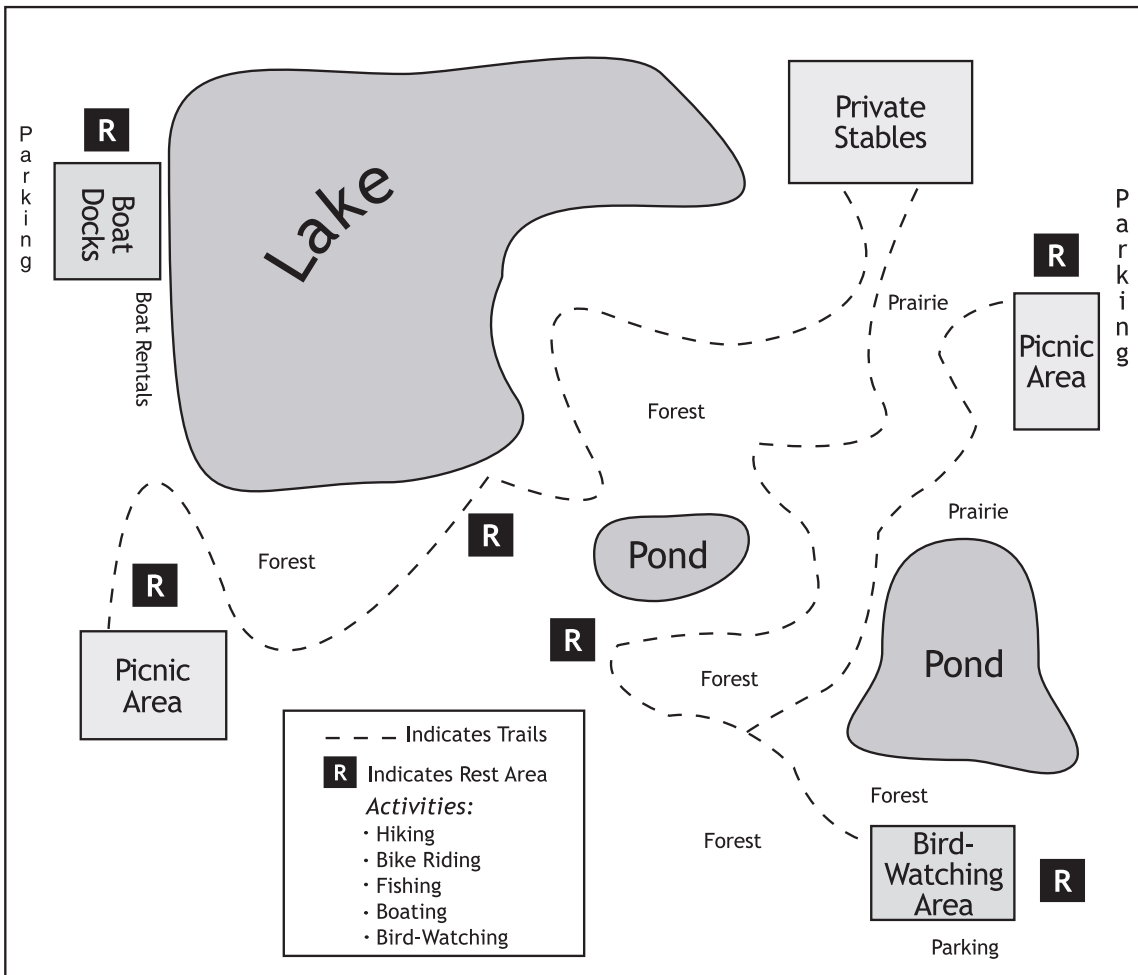 Private
Stables
Parking
R
Boat
Docks
Lake
Parking
R
Boat Rentals
Prairie
Picnic
Area
Forest
Prairie
R
Forest
Pond
R
R
Picnic
Area
Forest
Pond
- - - Indicates Trails
R Indicates Rest Area
Activities:
· Hiking
· Bike Riding
· Fishing
· Boating
· Bird-Watching
Forest
Forest
Bird-
Watching
Area
R
Parking